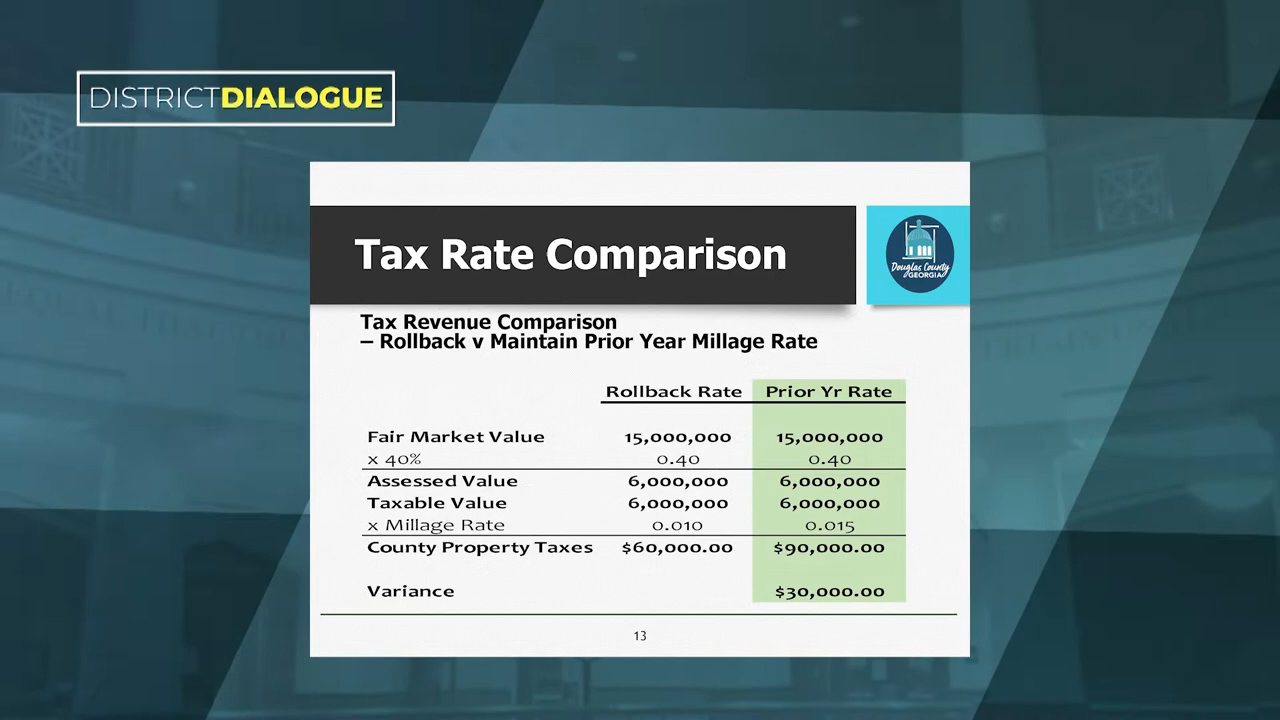 DISTRICTDIALOGUE
Tax Rate Comparison
Douglas County
GEORGIA
Tax Revenue Comparison
– Rollback v Maintain Prior Year Millage Rate
Rollback Rate Prior Yr Rate
Fair Market Value 15,000,000 15,000,000
x 40% 0.40 0.40
Assessed Value 6,000,000 6,000,000
Taxable Value 6,000,000 6,000,000
x Millage Rate 0.010 0.015
County Property Taxes $60,000.00 $90,000.00
Variance $30,000.00
13